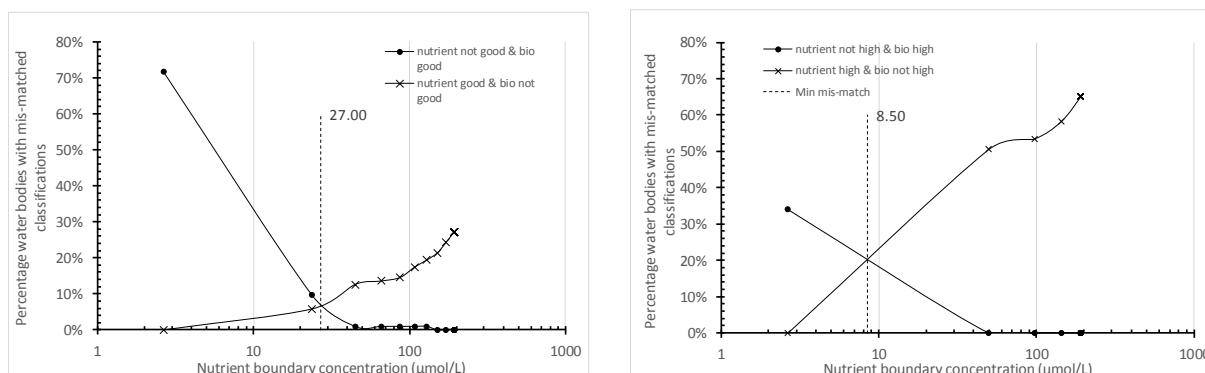 80%
70%
60%
50%
40%
30%
20%
10%
0%
Percentage water bodies with mis-matched
classifications
nutrient not good & bio
good
nutrient good & bio not
good
27.00
1
10
100
1000
Nutrient boundary concentration (µmol/L)
80%
70%
60%
50%
40%
30%
20%
10%
0%
Percentage water bodies with mis-matched
classifications
nutrient not high & bio high
nutrient high & bio not high
Min mis-match
8.50
1
10
100
1000
Nutrient boundary concentration (µmol/L)